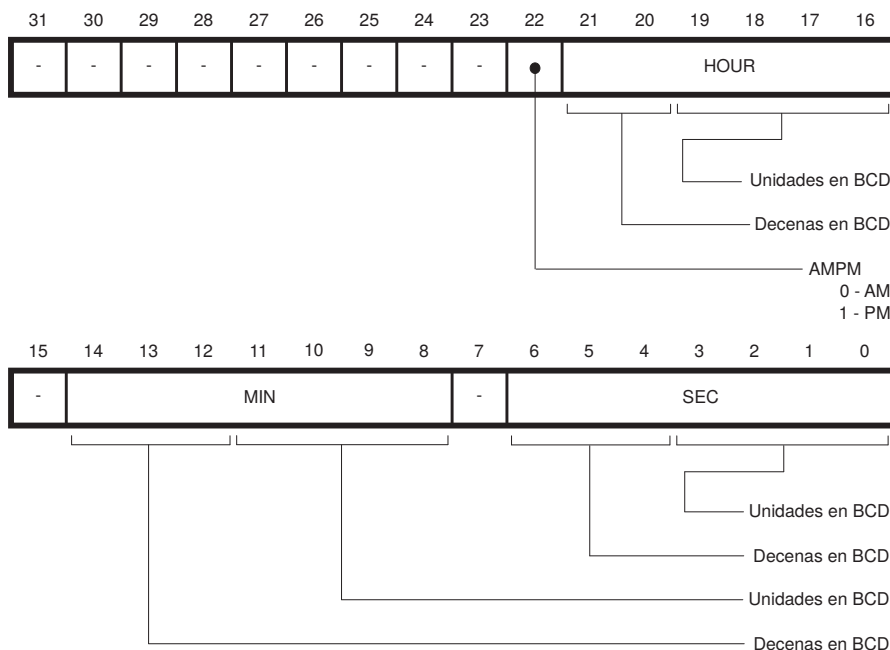 31 30 29 28 27 26 25 24 23 22 21 20 19 18 17 16
- - - - - - - - - HOUR
Unidades en BCD
Decenas en BCD
AMPM
0 - AM
1 - PM
15 14 13 12 11 10 9 8 7 6 5 4 3 2 1 0
- MIN - SEC
Unidades en BCD
Decenas en BCD
Unidades en BCD
Decenas en BCD